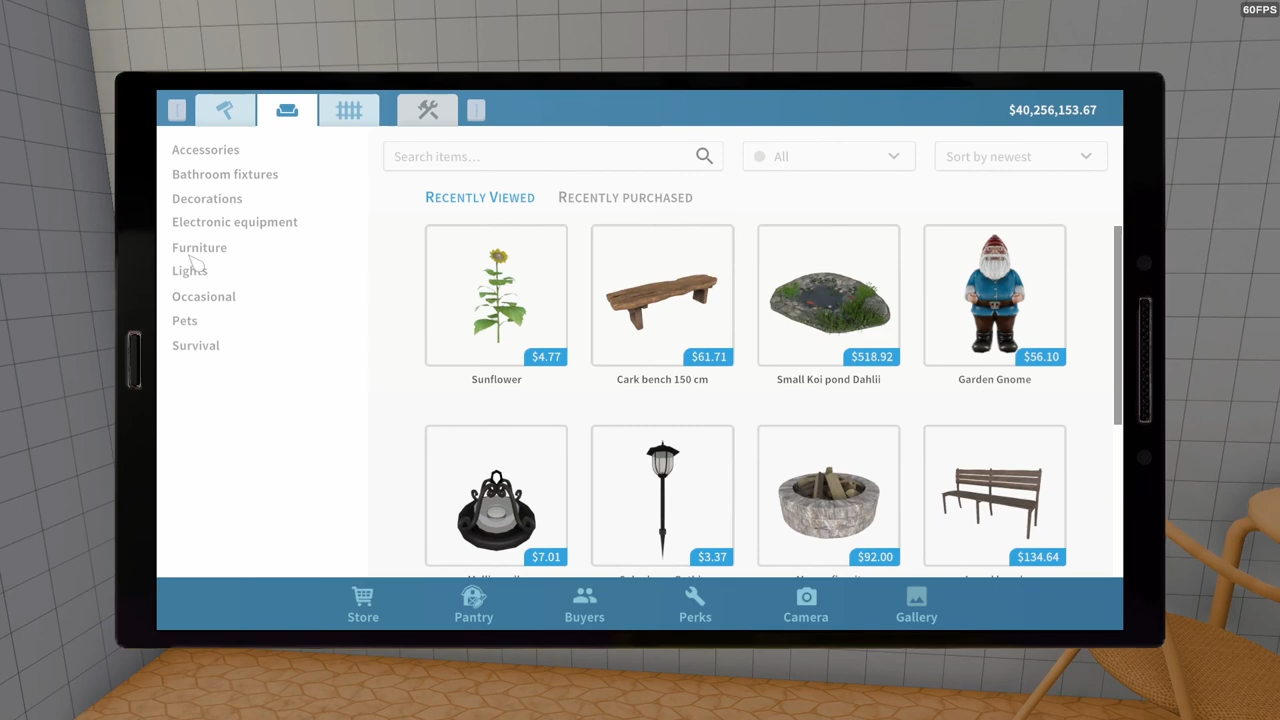 60FPS
$40,256,153.67
Accessories
Bathroom fixtures
Decorations
Electronic equipment
Furniture
Lights
Occasional
Pets
Survival
Search items...
All
Sort by newest
RECENTLY VIEWED
RECENTLY PURCHASED
$4.77
$61.71
$518.92
$56.10
Sunflower
Cark bench 150 cm
Small Koi pond Dahlii
Garden Gnome
$7.01
$3.37
$92.00
$134.64
Store
Pantry
Buyers
Perks
Camera
Gallery